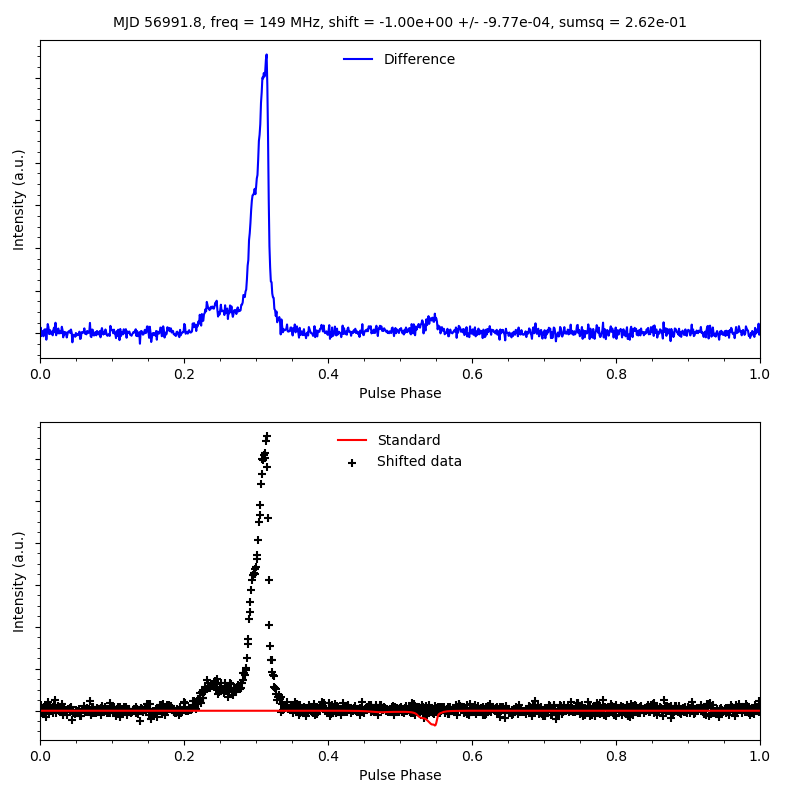 MJD 56991.8, freq = 149 MHz, shift = -1.00e+00 +/- -9.77e-04, sumsq = 2.62e-01
Difference
Intensity (a.u.)
0.0 0.2 0.4 0.6 0.8 1.0
Pulse Phase
Standard
Shifted data
Intensity (a.u.)
0.0 0.2 0.4 0.6 0.8 1.0
Pulse Phase